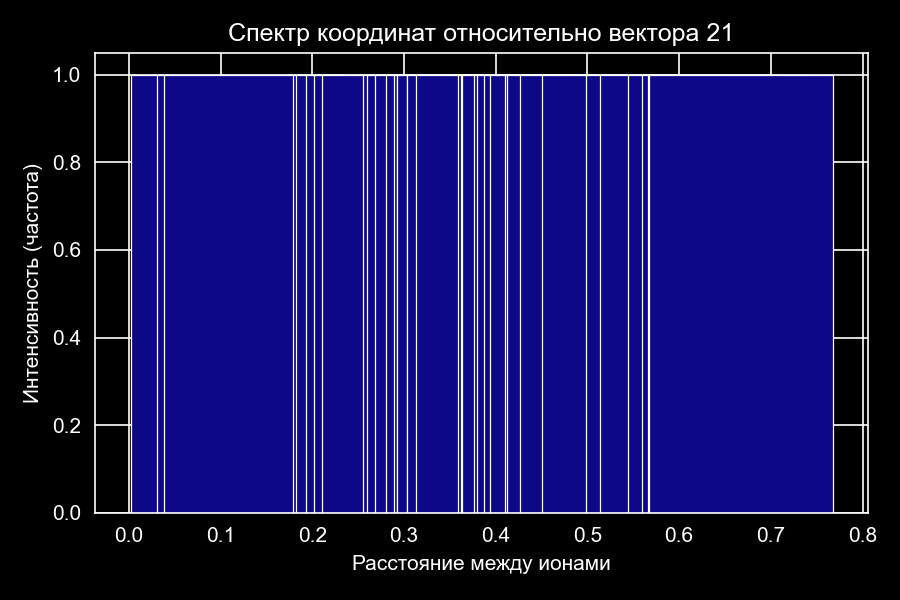 Спектр координат относительно вектора 21
Интенсивность (частота)
1.0
0.8
0.6
0.4
0.2
0.0
0.0 0.1 0.2 0.3 0.4 0.5 0.6 0.7 0.8
Расстояние между ионами